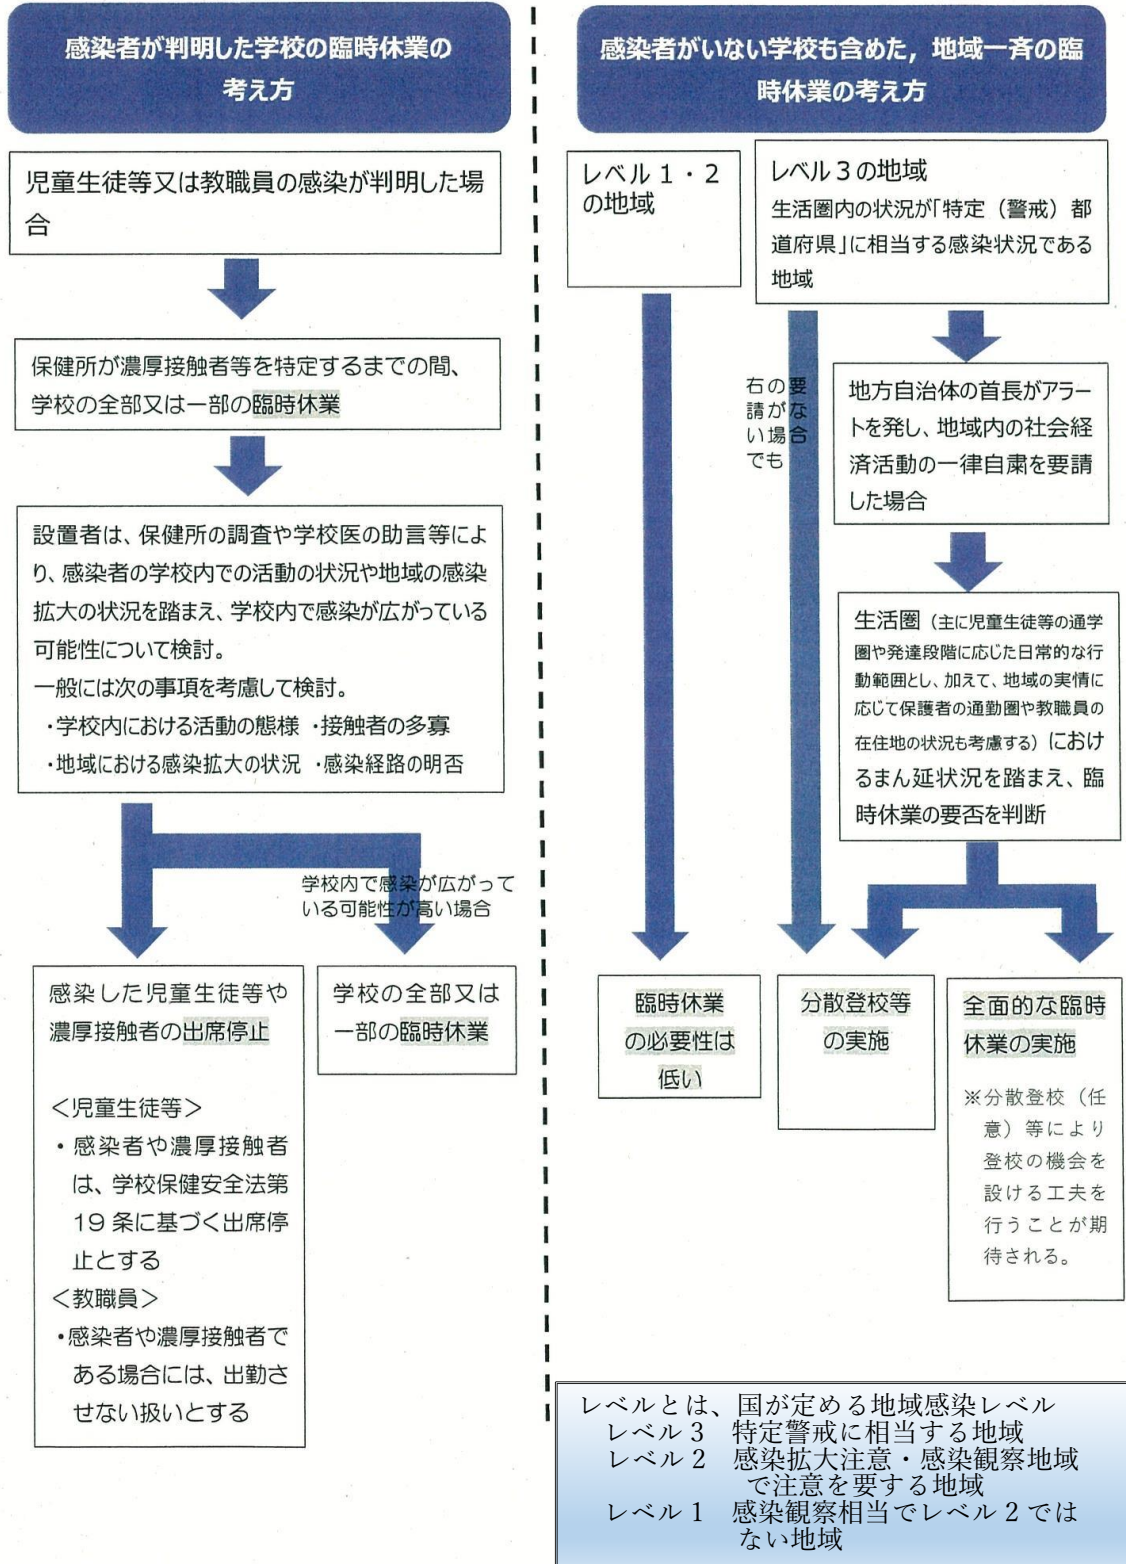 感染者が判明した学校の臨時休業の
考え方
児童生徒等又は教職員の感染が判明した場
合
保健所が濃厚接触者等を特定するまでの間、
学校の全部又は一部の臨時休業
設置者は、保健所の調査や学校医の助言等によ
り、感染者の学校内での活動の状況や地域の感染
拡大の状況を踏まえ、学校内で感染が広がっている
可能性について検討。
一般には次の事項を考慮して検討。
・学校内における活動の態様 ・接触者の多寡
・地域における感染拡大の状況 ・感染経路の明否
学校内で感染が広がって
いる可能性が高い場合
感染した児童生徒等や
濃厚接触者の出席停止
＜児童生徒等＞
・感染者や濃厚接触者
は、学校保健安全法第
19 条に基づく出席停
止とする
＜教職員＞
・感染者や濃厚接触者で
ある場合には、出勤さ
せない扱いとする
学校の全部又は
一部の臨時休業
感染者がいない学校も含めた，地域一斉の臨
時休業の考え方
レベル１・２
の地域
レベル３の地域
生活圏内の状況が「特定（警戒）都
道府県」に相当する感染状況である
地域
右の要
請がな
い場合
でも
地方自治体の首長がアラー
トを発し、地域内の社会経
済活動の一律自粛を要請
した場合
生活圏（主に児童生徒等の通学
圏や発達段階に応じた日常的な行
動範囲とし、加えて、地域の実情に
応じて保護者の通勤圏や教職員の
在住地の状況も考慮する）におけ
るまん延状況を踏まえ、臨
時休業の要否を判断
臨時休業
の必要性は
低い
分散登校等
の実施
全面的な臨時
休業の実施
※分散登校（任
意）等により
登校の機会を
設ける工夫を
行うことが期
待される。
レベルとは、国が定める地域感染レベル
レベル３ 特定警戒に相当する地域
レベル２ 感染拡大注意・感染観察地域
で注意を要する地域
レベル１ 感染観察相当でレベル２では
ない地域